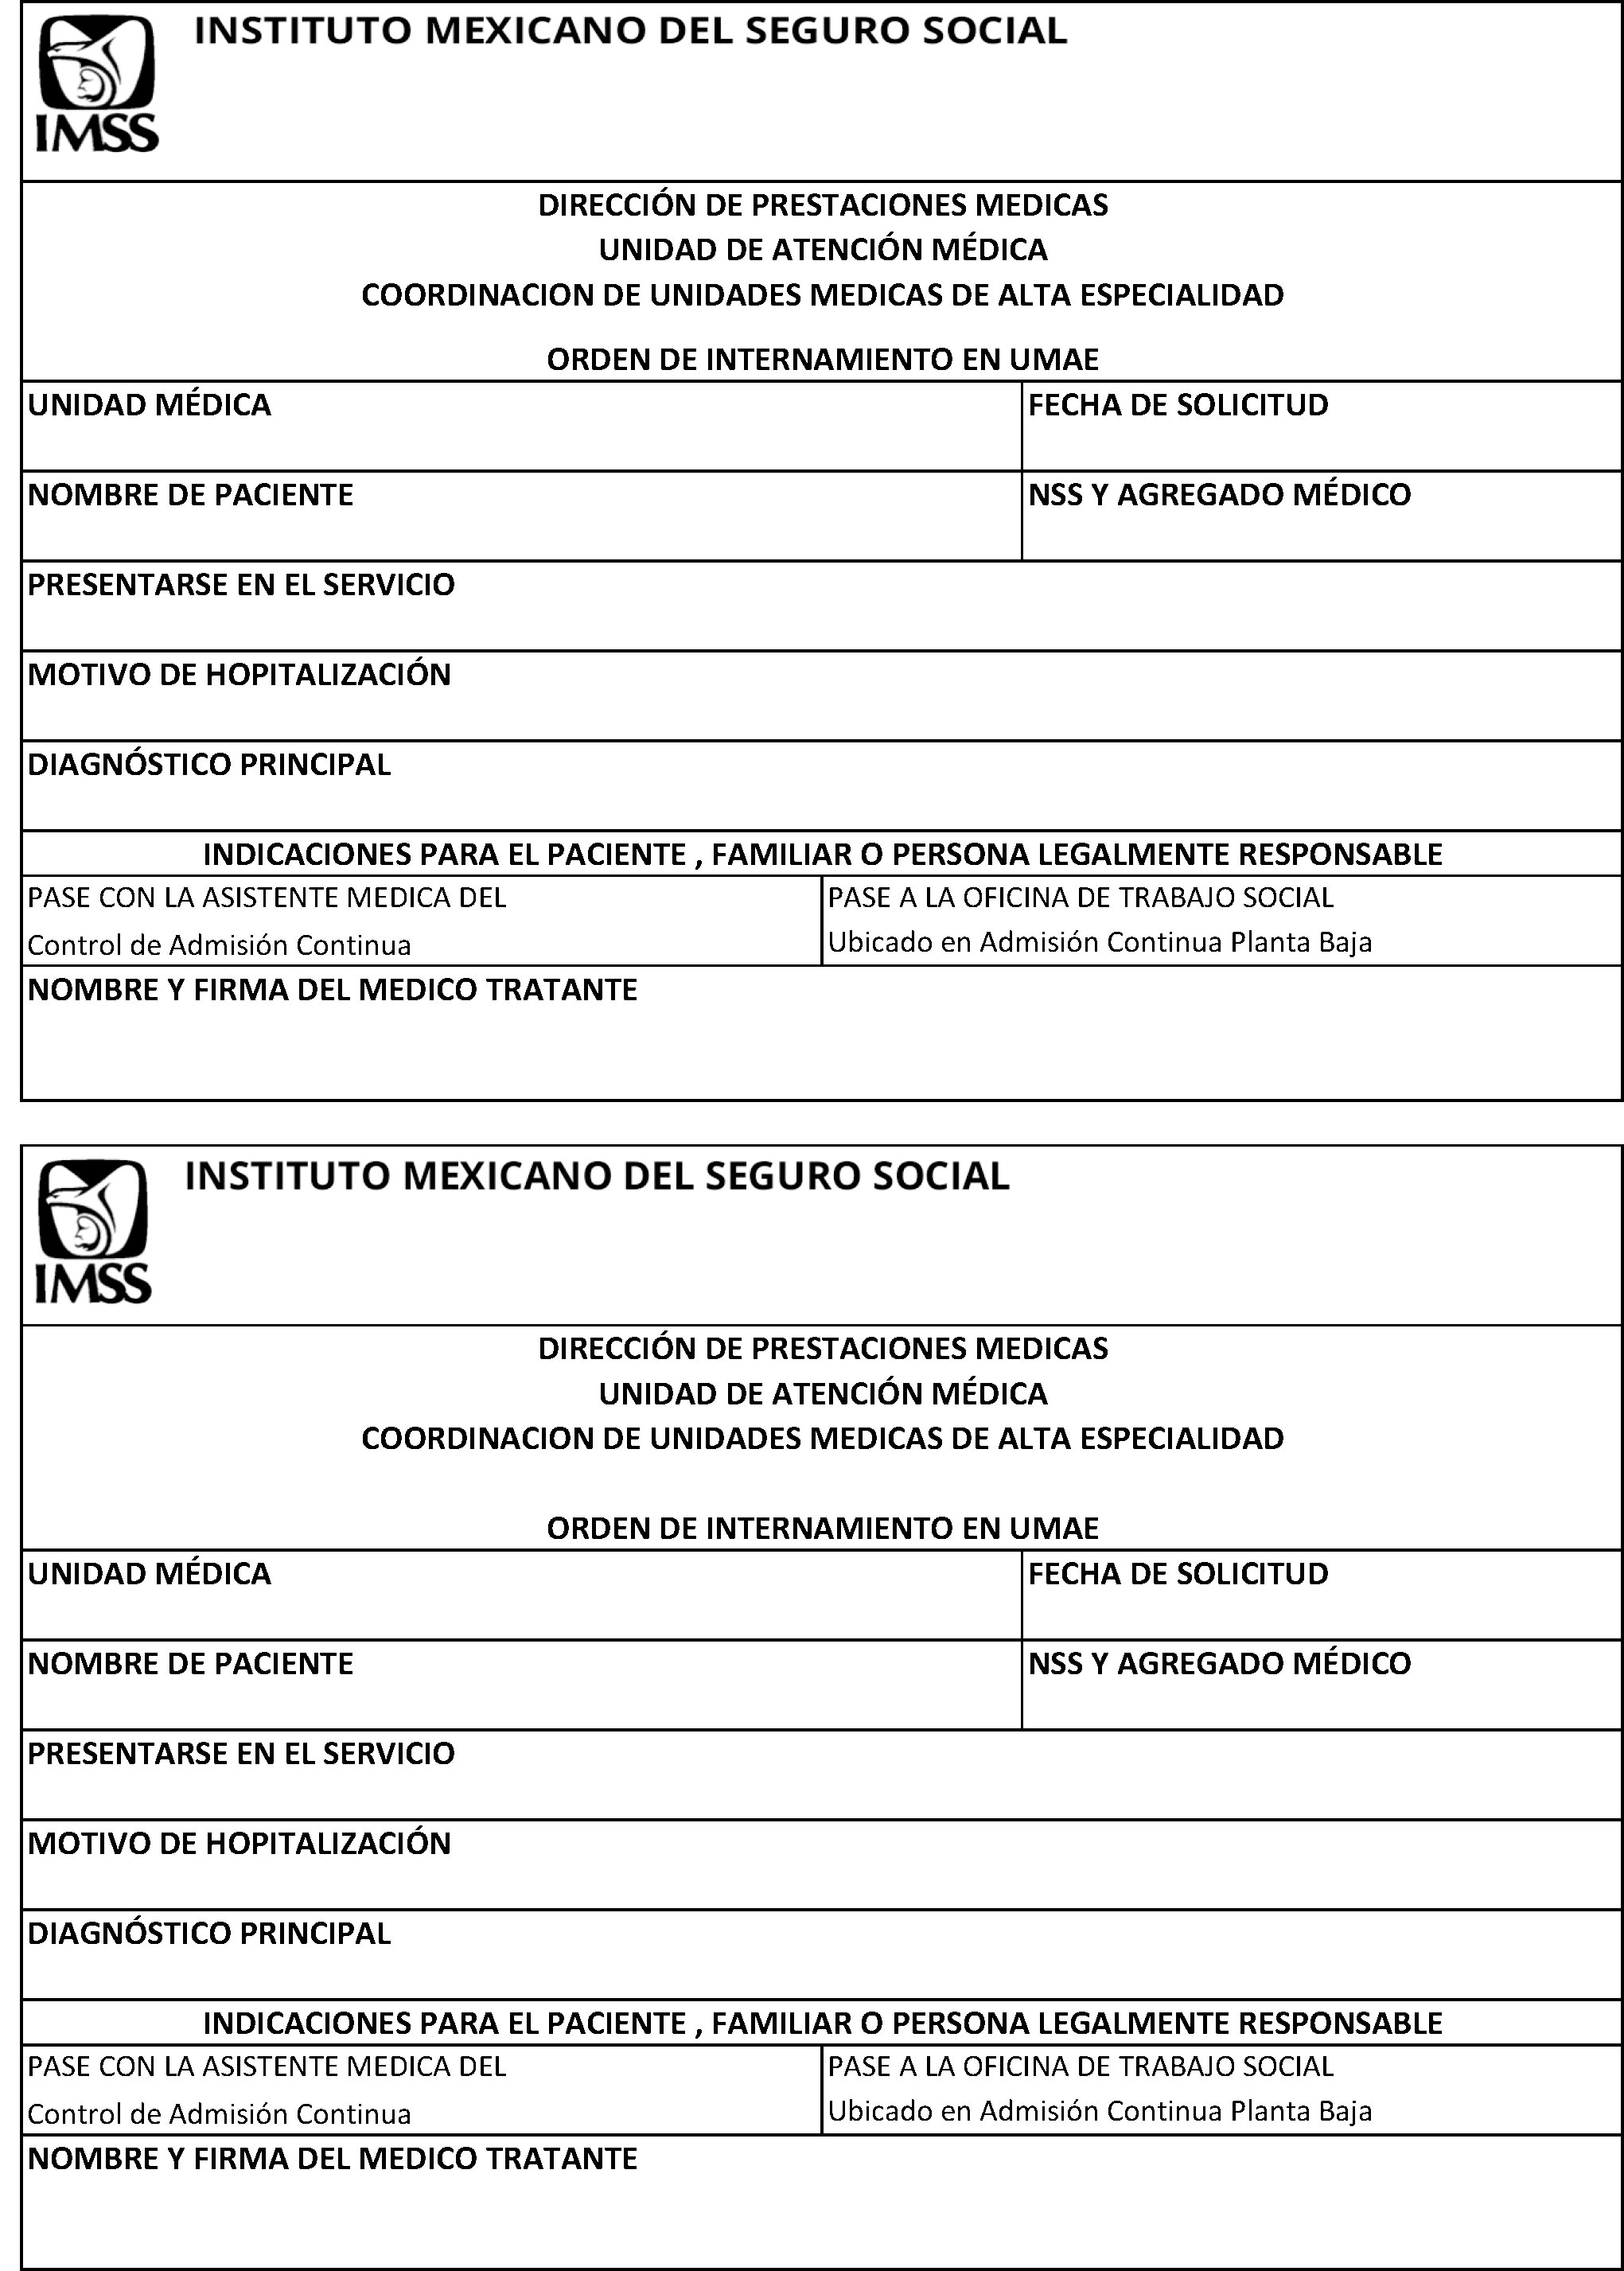 INSTITUTO MEXICANO DEL SEGURO SOCIAL
IMSS
DIRECCIÓN DE PRESTACIONES MEDICAS
UNIDAD DE ATENCIÓN MÉDICA
COORDINACION DE UNIDADES MEDICAS DE ALTA ESPECIALIDAD
ORDEN DE INTERNAMIENTO EN UMAE
UNIDAD MÉDICA
FECHA DE SOLICITUD
NOMBRE DE PACIENTE
NSS Y AGREGADO MÉDICO
PRESENTARSE EN EL SERVICIO
MOTIVO DE HOPITALIZACIÓN
DIAGNÓSTICO PRINCIPAL
INDICACIONES PARA EL PACIENTE , FAMILIAR O PERSONA LEGALMENTE RESPONSABLE
PASE CON LA ASISTENTE MEDICA DEL
Control de Admisión Continua
PASE A LA OFICINA DE TRABAJO SOCIAL
Ubicado en Admisión Continua Planta Baja
NOMBRE Y FIRMA DEL MEDICO TRATANTE
INSTITUTO MEXICANO DEL SEGURO SOCIAL
IMSS
DIRECCIÓN DE PRESTACIONES MEDICAS
UNIDAD DE ATENCIÓN MÉDICA
COORDINACION DE UNIDADES MEDICAS DE ALTA ESPECIALIDAD
ORDEN DE INTERNAMIENTO EN UMAE
UNIDAD MÉDICA
FECHA DE SOLICITUD
NOMBRE DE PACIENTE
NSS Y AGREGADO MÉDICO
PRESENTARSE EN EL SERVICIO
MOTIVO DE HOPITALIZACIÓN
DIAGNÓSTICO PRINCIPAL
INDICACIONES PARA EL PACIENTE , FAMILIAR O PERSONA LEGALMENTE RESPONSABLE
PASE CON LA ASISTENTE MEDICA DEL
Control de Admisión Continua
PASE A LA OFICINA DE TRABAJO SOCIAL
Ubicado en Admisión Continua Planta Baja
NOMBRE Y FIRMA DEL MEDICO TRATANTE